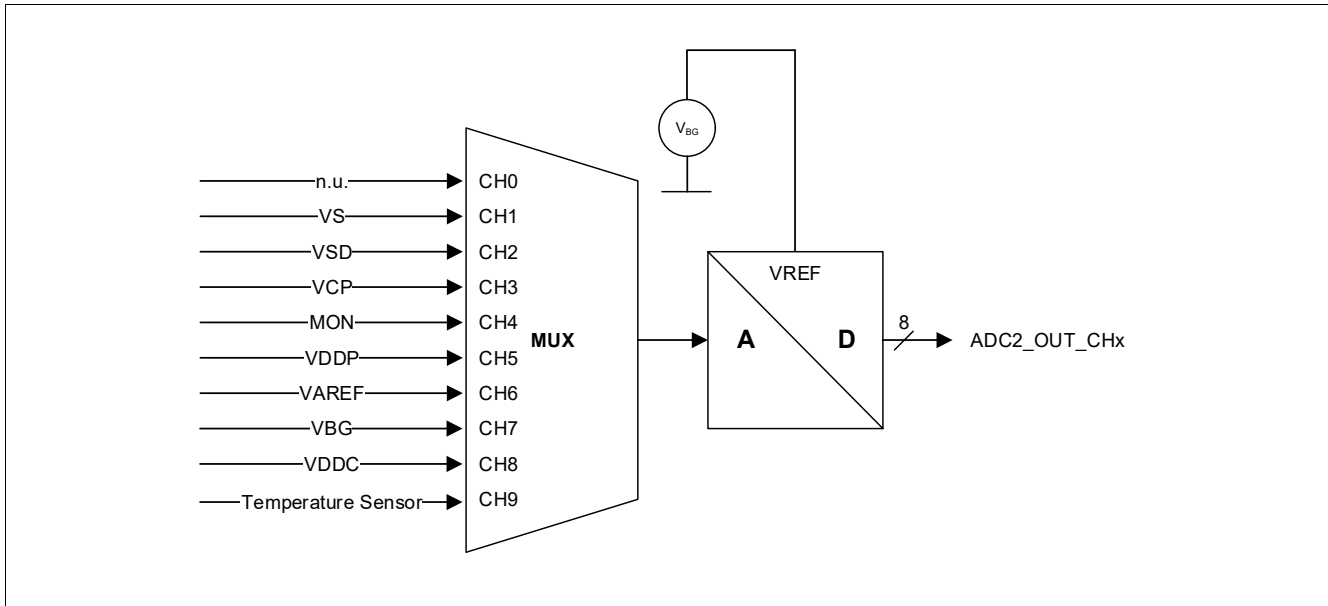 V_BG
n.u. CH0
VS CH1
VSD CH2
VCP CH3
MON CH4
VDDP CH5
VAREF CH6
VBG CH7
VDDC CH8
Temperature Sensor CH9
MUX
VREF
A D
8
ADC2_OUT_CHx